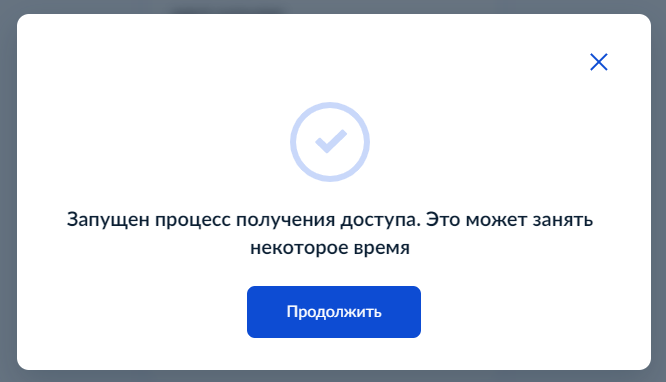 Запущен процесс получения доступа. Это может занять
некоторое время
Продолжить